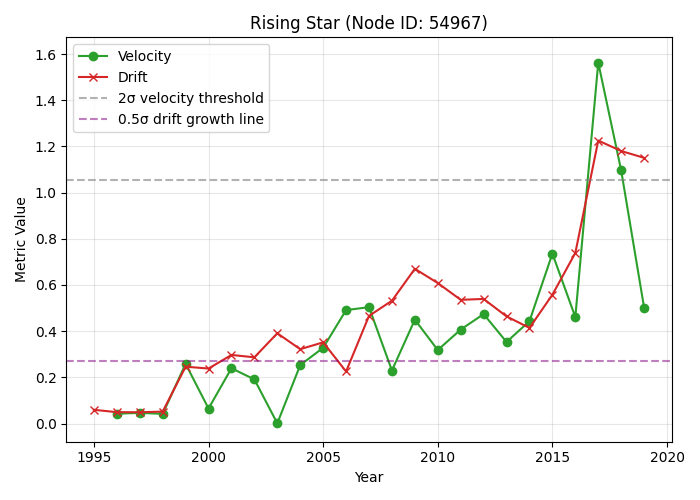 Rising Star (Node ID: 54967)
Velocity
Drift
2σ velocity threshold
0.5σ drift growth line
Metric Value
1.6
1.4
1.2
1.0
0.8
0.6
0.4
0.2
0.0
1995 2000 2005 2010 2015 2020
Year